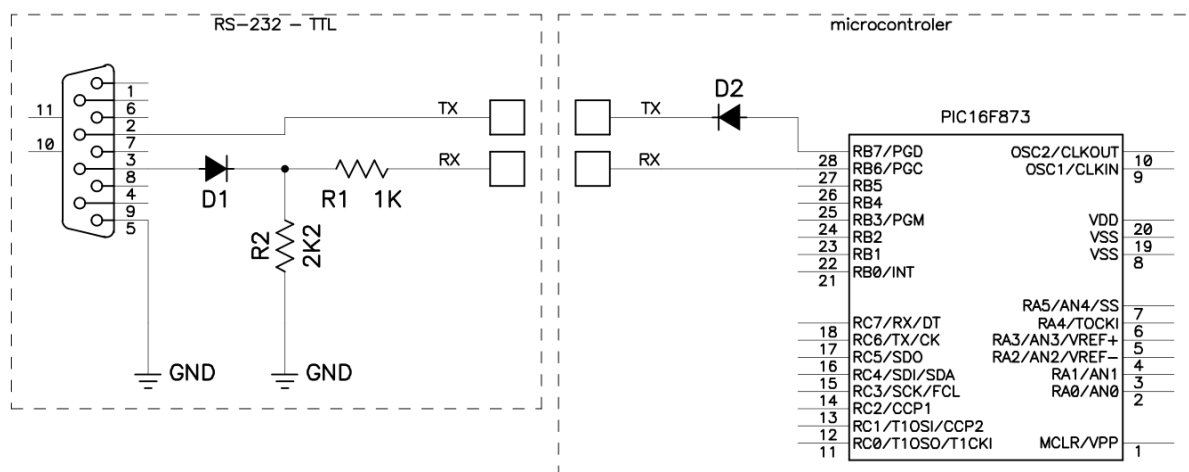 RS-232 - TTL
11
10
1
6
2
7
3
8
4
9
5
TX
RX
D1
R1 1K
R2
2K2
GND
GND
microcontroler
TX
RX
D2
PIC16F873
RB7/PGD
28
RB6/PGC
27
RB5
26
RB4
25
RB3/PGM
24
RB2
23
RB1
22
RB0/INT
21
RC7/RX/DT
18
RC6/TX/CK
17
RC5/SDO
16
RC4/SDI/SDA
15
RC3/SCK/FCL
14
RC2/CCP1
13
RC1/T1OSI/CCP2
12
RC0/T1OSO/T1CKI
11
OSC2/CLKOUT
10
OSC1/CLKIN
9
VDD
20
VSS
19
VSS
8
RA5/AN4/SS
7
RA4/TOCKI
6
RA3/AN3/VREF+
5
RA2/AN2/VREF-
4
RA1/AN1
3
RA0/AN0
2
MCLR/VPP
1